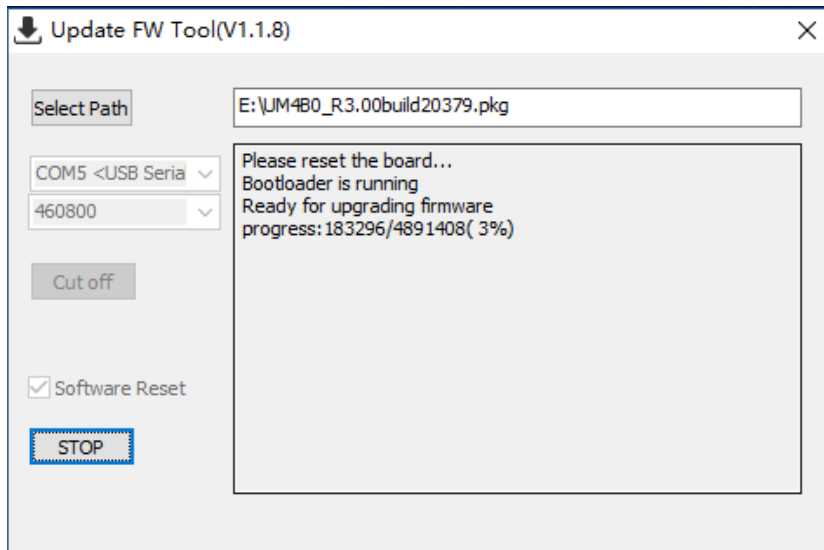 Update FW Tool(V1.1.8)
Select Path
E:\UM4B0_R3.00build20379.pkg
COM5 <USB Seria
460800
Cut off
Software Reset
STOP
Please reset the board...
Bootloader is running
Ready for upgrading firmware
progress:183296/4891408( 3%)